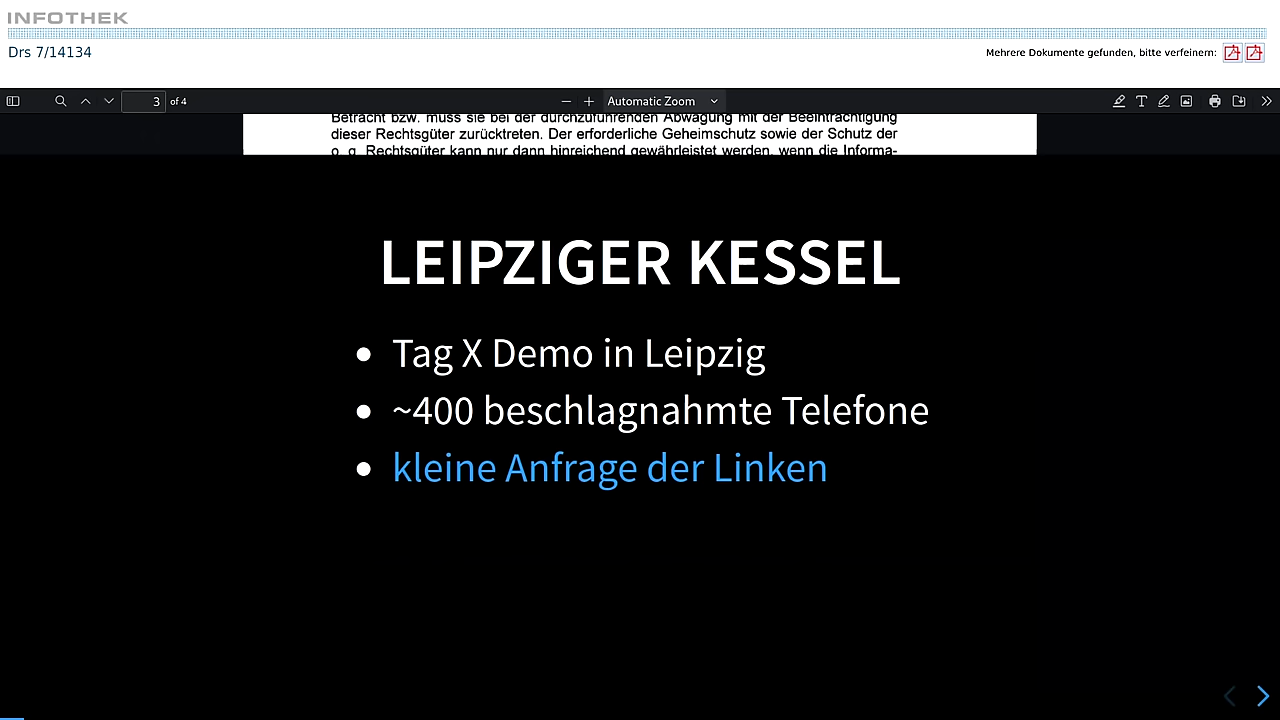 INFOTHEK
Drs 7/14134
Mehrere Dokumente gefunden, bitte verfeinern:
3 of 4
Automatic Zoom
Betracht bzw. muss sie bei der durchzuführenden Abwägung mit der Beeinträchtigung
dieser Rechtsgüter zurücktreten. Der erforderliche Geheimschutz sowie der Schutz der
o. g. Rechtsgüter kann nur dann hinreichend gewährleistet werden, wenn die Informa-
LEIPZIGER KESSEL
Tag X Demo in Leipzig
~400 beschlagnahmte Telefone
kleine Anfrage der Linken